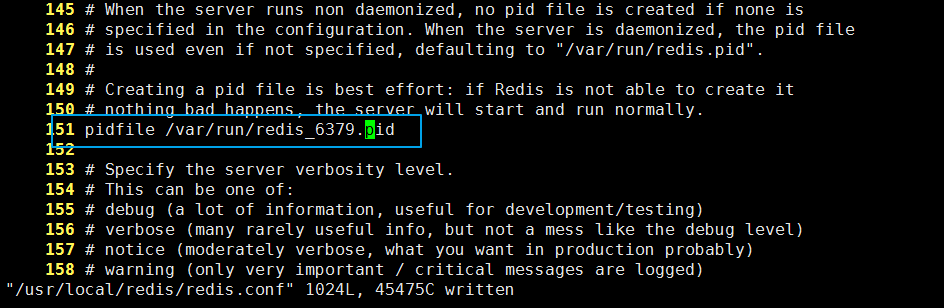 145 # When the server runs non daemonized, no pid file is created if none is
146 # specified in the configuration. When the server is daemonized, the pid file
147 # is used even if not specified, defaulting to "/var/run/redis.pid".
148 #
149 # Creating a pid file is best effort: if Redis is not able to create it
150 # nothing bad happens, the server will start and run normally.
151 pidfile /var/run/redis_6379.pid
152
153 # Specify the server verbosity level.
154 # This can be one of:
155 # debug (a lot of information, useful for development/testing)
156 # verbose (many rarely useful info, but not a mess like the debug level)
157 # notice (moderately verbose, what you want in production probably)
158 # warning (only very important / critical messages are logged)
"/usr/local/redis/redis.conf" 1024L, 45475C written